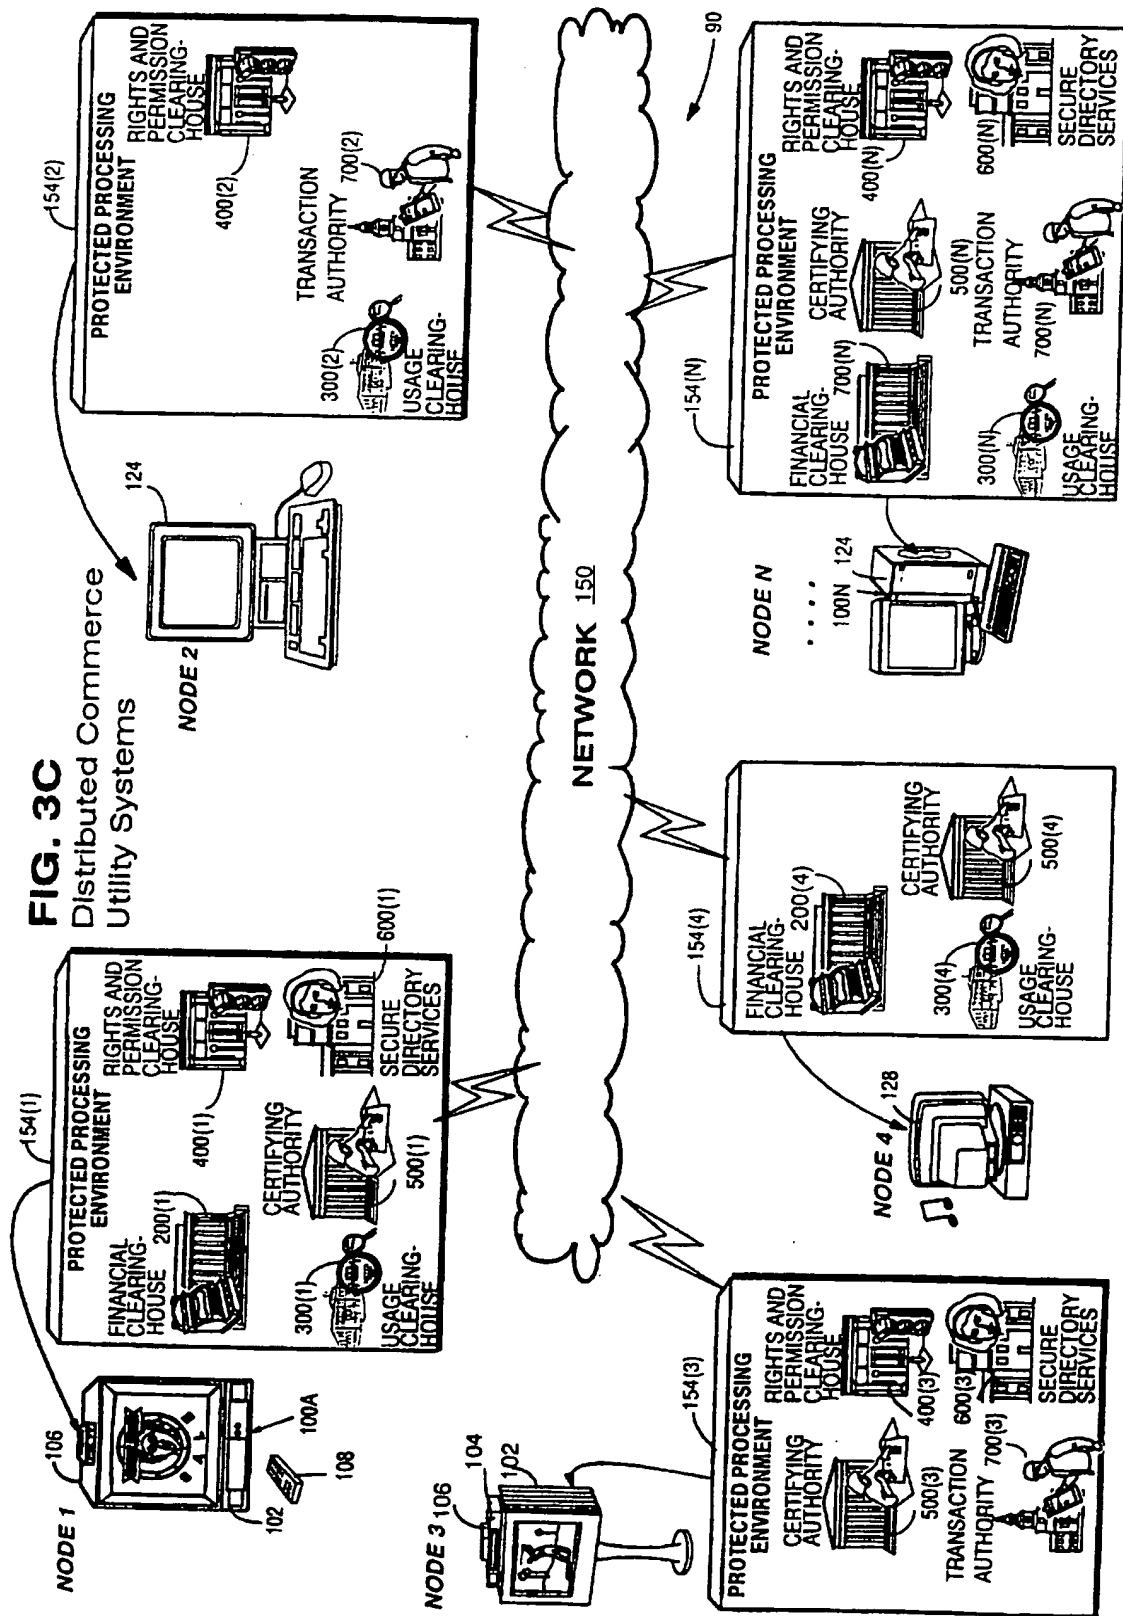 FIG. 3C
Distributed Commerce
Utility Systems
NODE 1
106
102
100A
108
154(1)
PROTECTED PROCESSING
ENVIRONMENT
FINANCIAL
CLEARING-
HOUSE 200(1)
RIGHTS AND
PERMISSION
CLEARING-
HOUSE
400(1)
300(1)
USAGE
CLEARING-
HOUSE
CERTIFYING
AUTHORITY
500(1)
SECURE
DIRECTORY
SERVICES
600(1)
NODE 2
124
154(2)
PROTECTED PROCESSING
ENVIRONMENT
RIGHTS AND
PERMISSION
CLEARING-
HOUSE
400(2)
300(2)
USAGE
CLEARING-
HOUSE
TRANSACTION
AUTHORITY
700(2)
NETWORK 150
90
NODE 3
106
104
102
154(3)
PROTECTED PROCESSING
ENVIRONMENT
CERTIFYING
AUTHORITY
500(3)
RIGHTS AND
PERMISSION
CLEARING-
HOUSE
400(3)
TRANSACTION
AUTHORITY 700(3)
600(3)
SECURE
DIRECTORY
SERVICES
NODE 4
128
154(4)
FINANCIAL
CLEARING-
HOUSE 200(4)
300(4)
USAGE
CLEARING-
HOUSE
CERTIFYING
AUTHORITY
500(4)
NODE N
. . . .
100N 124
154(N)
PROTECTED PROCESSING
ENVIRONMENT
FINANCIAL
CLEARING-
HOUSE 700(N)
CERTIFYING
AUTHORITY
500(N)
RIGHTS AND
PERMISSION
CLEARING-
HOUSE
400(N)
300(N)
USAGE
CLEARING-
HOUSE
TRANSACTION
AUTHORITY
700(N)
600(N)
SECURE
DIRECTORY
SERVICES